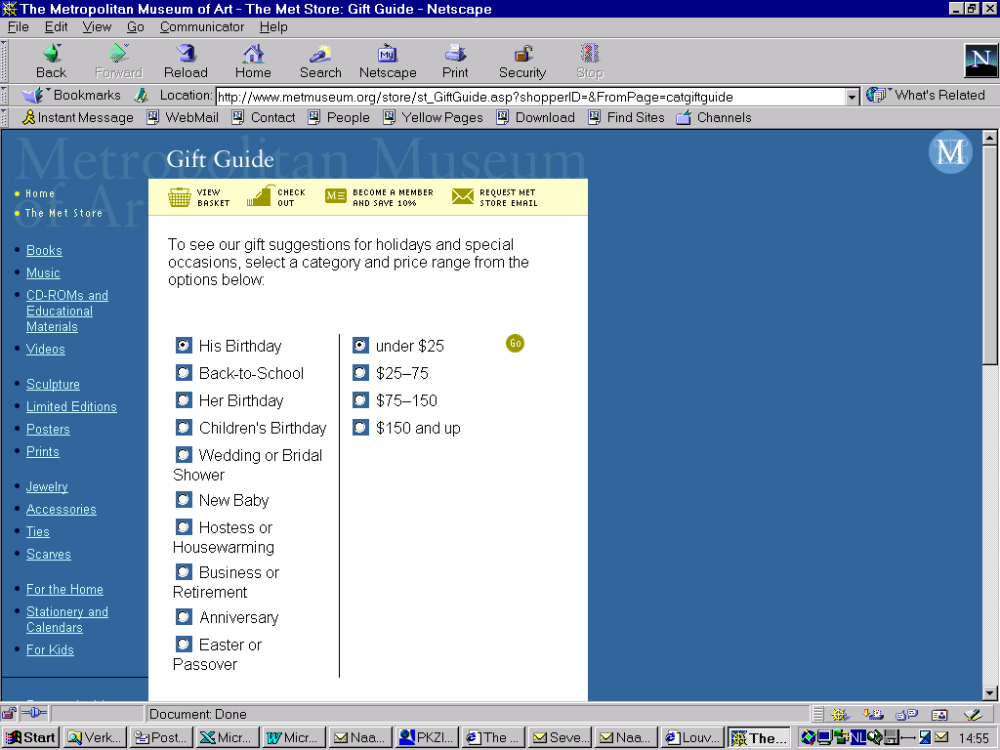 The Metropolitan Museum of Art - The Met Store: Gift Guide - Netscape
File Edit View Go Communicator Help
Back Forward Reload Home Search Netscape Print Security Stop
N
Bookmarks Location: http://www.metmuseum.org/store/st_GiftGuide.asp?shopperID=&FromPage=catgiftguide What's Related
Instant Message WebMail Contact People Yellow Pages Download Find Sites Channels
Metropolitan Museum
of Art
Gift Guide
M
Home
The Met Store
VIEW BASKET
CHECK OUT
BECOME A MEMBER AND SAVE 10%
REQUEST MET STORE EMAIL
Books
Music
CD-ROMs and
Educational
Materials
Videos
Sculpture
Limited Editions
Posters
Prints
Jewelry
Accessories
Ties
Scarves
For the Home
Stationery and
Calendars
For Kids
To see our gift suggestions for holidays and special
occasions, select a category and price range from the
options below:
His Birthday
Back-to-School
Her Birthday
Children's Birthday
Wedding or Bridal
Shower
New Baby
Hostess or
Housewarming
Business or
Retirement
Anniversary
Easter or
Passover
under $25
$25–75
$75–150
$150 and up
Go
Document: Done
Start Verk... Post... Micr... Micr... Naa... PKZI... The ... Seve... Naa... Louv... The... NL 14:55